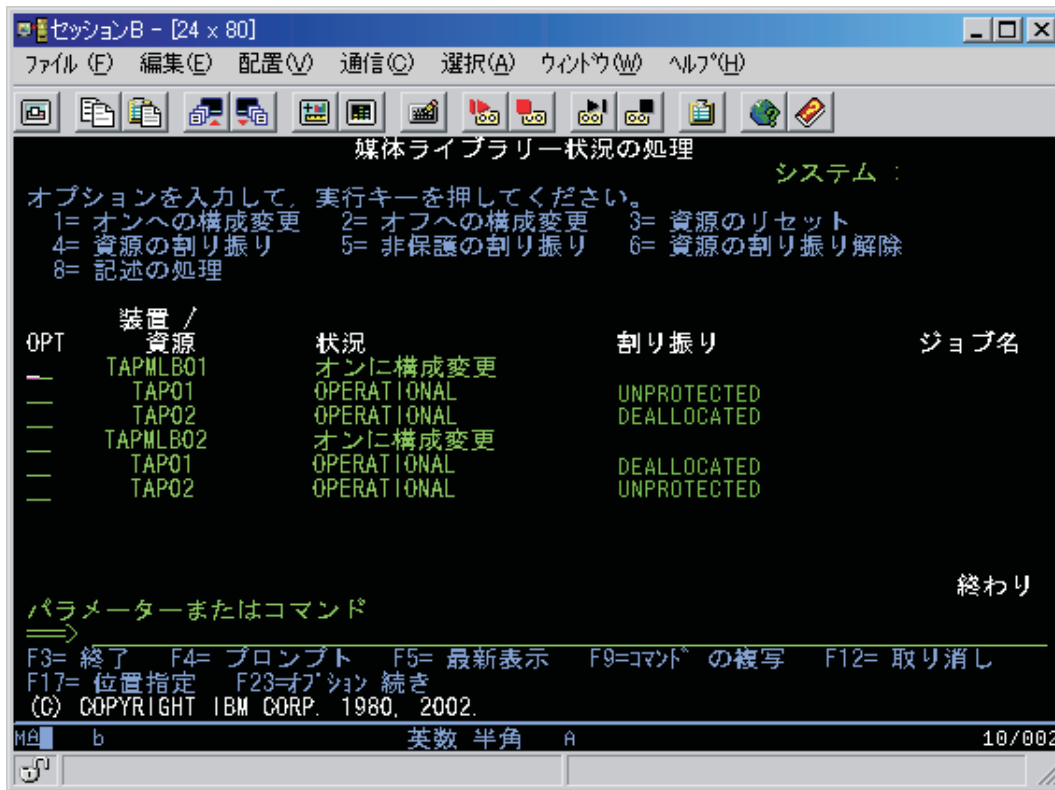 セッションB - [24 × 80]
ファイル(F) 編集(E) 配置(V) 通信(C) 選択(A) ウィンドウ(W) ヘルプ(H)
媒体ライブラリー状況の処理
システム :
オプションを入力して, 実行キーを押してください。
1= オンへの構成変更 2= オフへの構成変更 3= 資源のリセット
4= 資源の割り振り 5= 非保護の割り振り 6= 資源の割り振り解除
8= 記述の処理
装置 /
OPT 資源 状況 割り振り ジョブ名
TAPMLB01 オンに構成変更
TAP01 OPERATIONAL UNPROTECTED
TAP02 OPERATIONAL DEALLOCATED
TAPMLB02 オンに構成変更
TAP01 OPERATIONAL DEALLOCATED
TAP02 OPERATIONAL UNPROTECTED
終わり
パラメーターまたはコマンド
==>
F3= 終了 F4= プロンプト F5= 最新表示 F9=コマンド の複写 F12= 取り消し
F17= 位置指定 F23=オプション 続き
(C) COPYRIGHT IBM CORP. 1980, 2002.
MA b 英数 半角 A 10/002